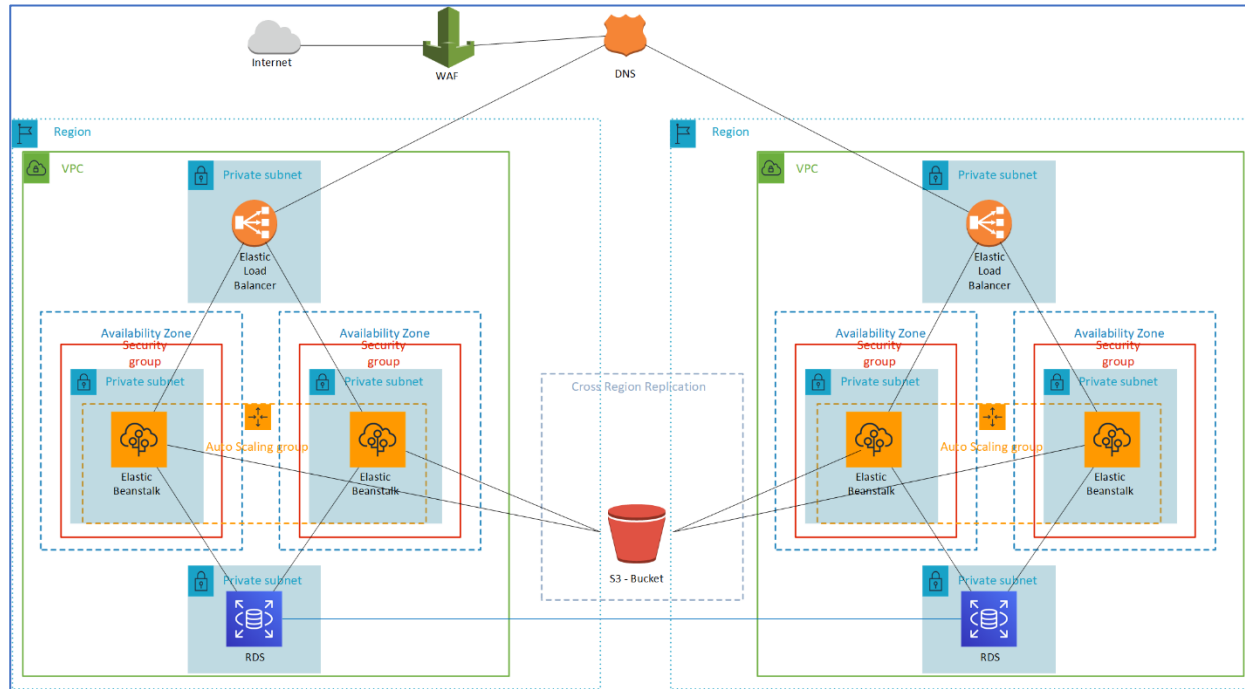 Internet
WAF
DNS
Region
Region
VPC
VPC
Private subnet
Private subnet
Elastic
Load
Balancer
Elastic
Load
Balancer
Availability Zone
Security
group
Private subnet
Availability Zone
Security
group
Private subnet
Auto Scaling group
Elastic
Beanstalk
Elastic
Beanstalk
Cross Region Replication
S3 - Bucket
Availability Zone
Security
group
Private subnet
Availability Zone
Security
group
Private subnet
Auto Scaling group
Elastic
Beanstalk
Elastic
Beanstalk
Private subnet
RDS
Private subnet
RDS